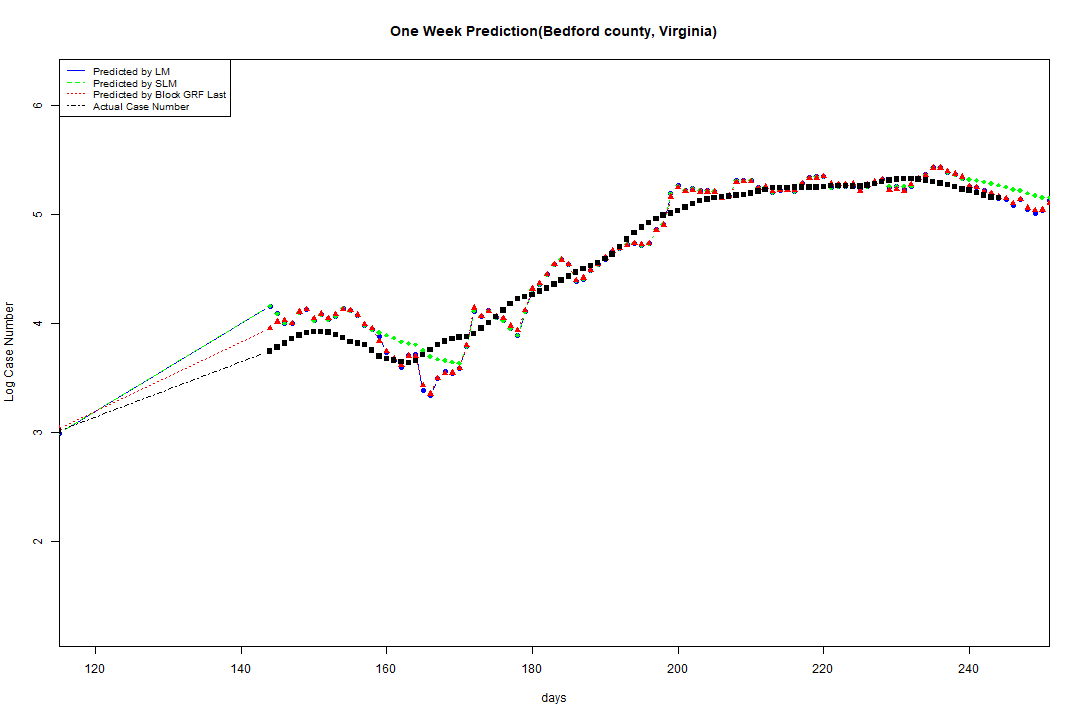 One Week Prediction(Bedford county, Virginia)
Predicted by LM
Predicted by SLM
Predicted by Block GRF Last
Actual Case Number
6
5
4
3
2
Log Case Number
120 140 160 180 200 220 240
days